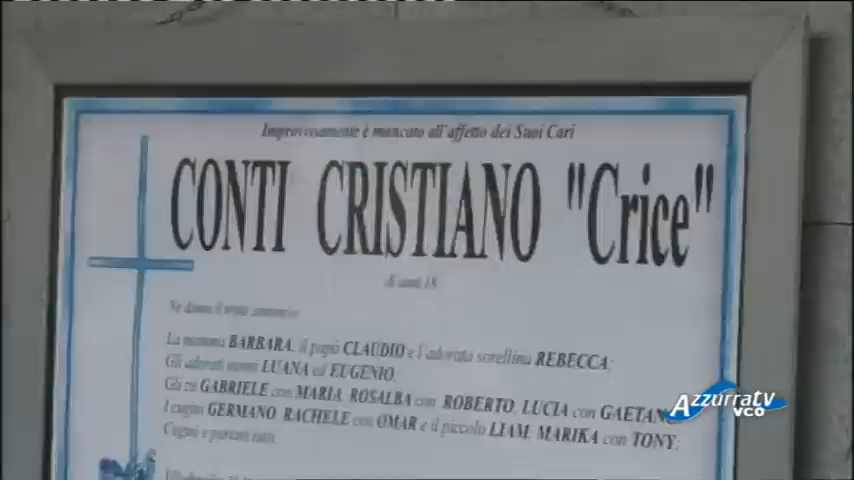 Improvvisamente è mancato all'affetto dei Suoi Cari
CONTI CRISTIANO "Crice"
di anni 18
Ne danno il triste annuncio:
La mamma BARBARA, il papà CLAUDIO e l'adorata sorellina REBECCA;
Gli adorati nonni LUANA ed EUGENIO;
Gli zii GABRIELE con MARIA, ROSALBA con ROBERTO, LUCIA con GAETANO
I cugini GERMANO, RACHELE con OMAR e il piccolo LIAM, MARIKA con TONY;
Cugini e parenti tutti.
Azzurratv
vco